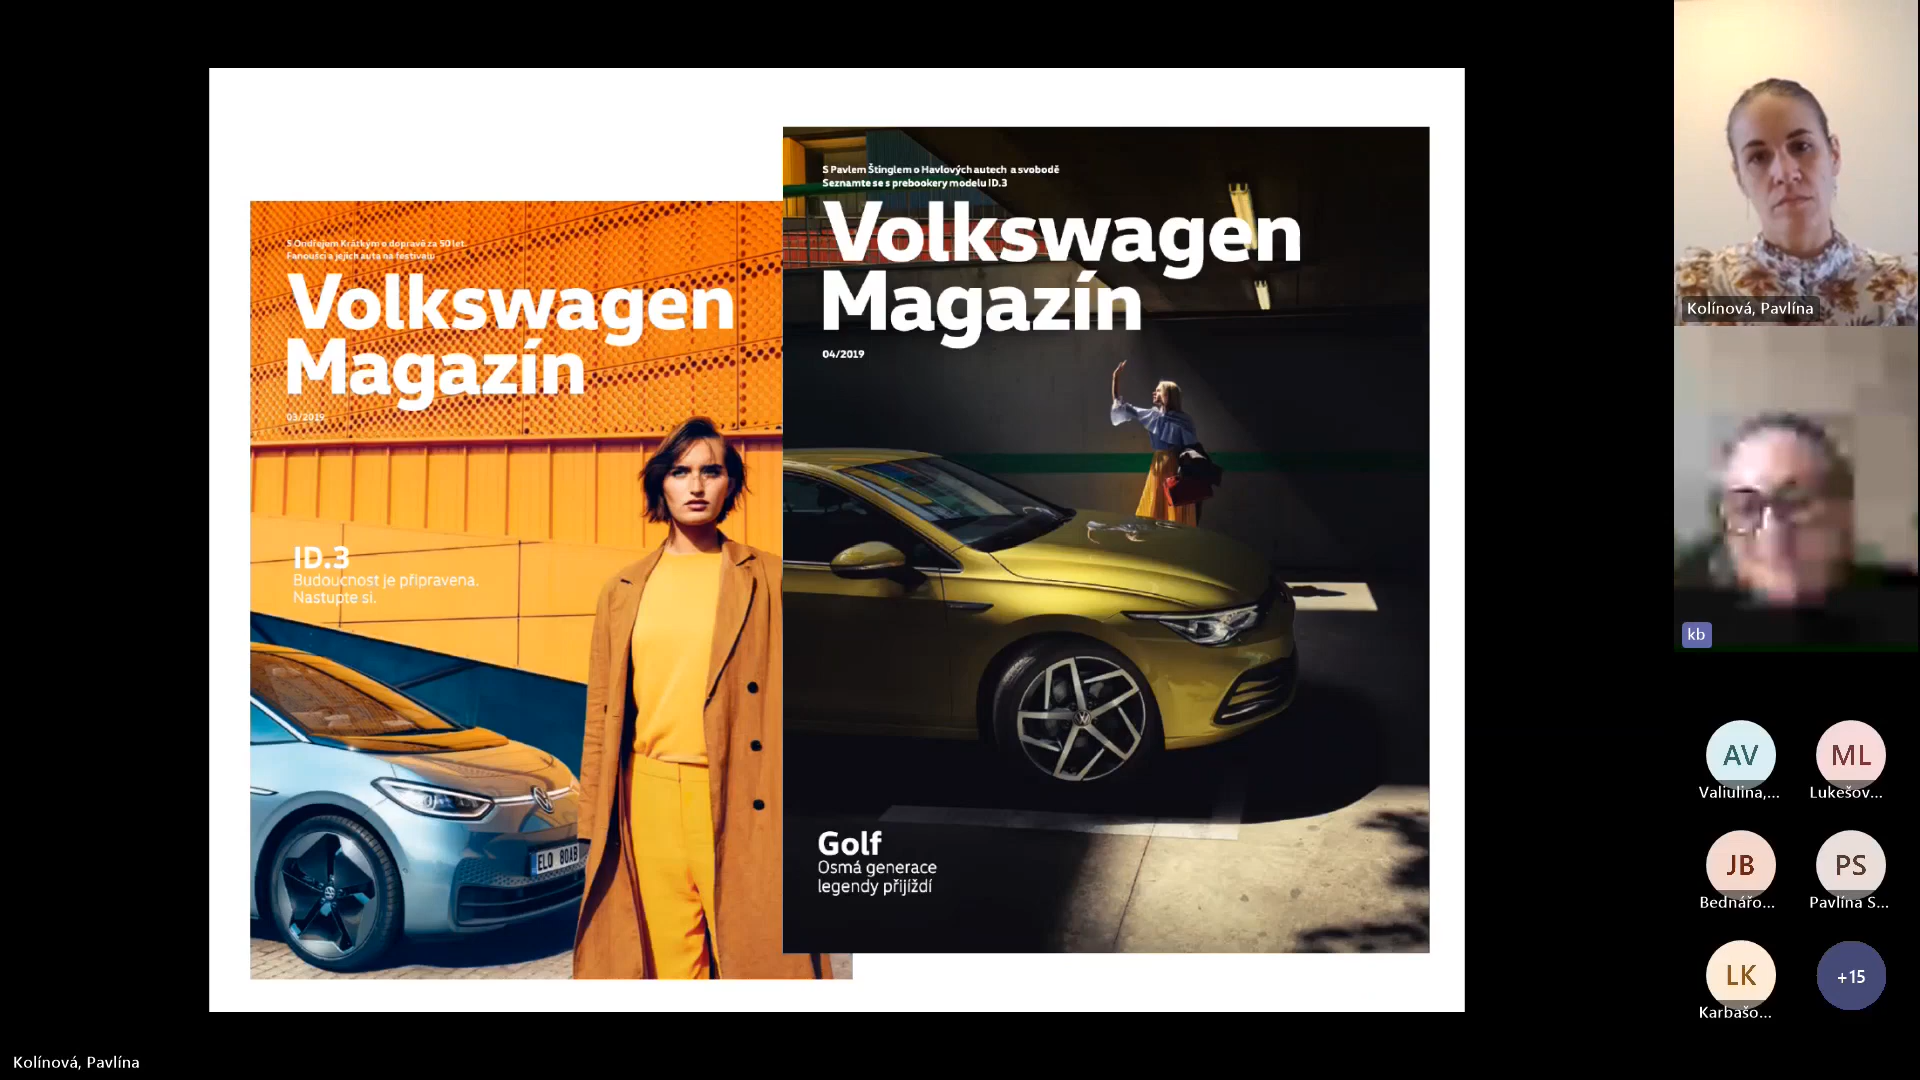 S Ondřejem Krátkým o dopravě za 50 let
Fanoušci a jejich auta na festivalu
Volkswagen
Magazín
03/2019
ID.3
Budoucnost je připravena.
Nastupte si.
ELO 80AB
S Pavlem Štinglem o Havlových autech a svobodě
Seznamte se s prebookery modelu ID.3
Volkswagen
Magazín
04/2019
Golf
Osmá generace
legendy přijíždí
Kolínová, Pavlína
kb
AV
Valiulina,...
ML
Lukešov...
JB
Bednářo...
PS
Pavlína S...
LK
Karbašo...
+15
Kolínová, Pavlína